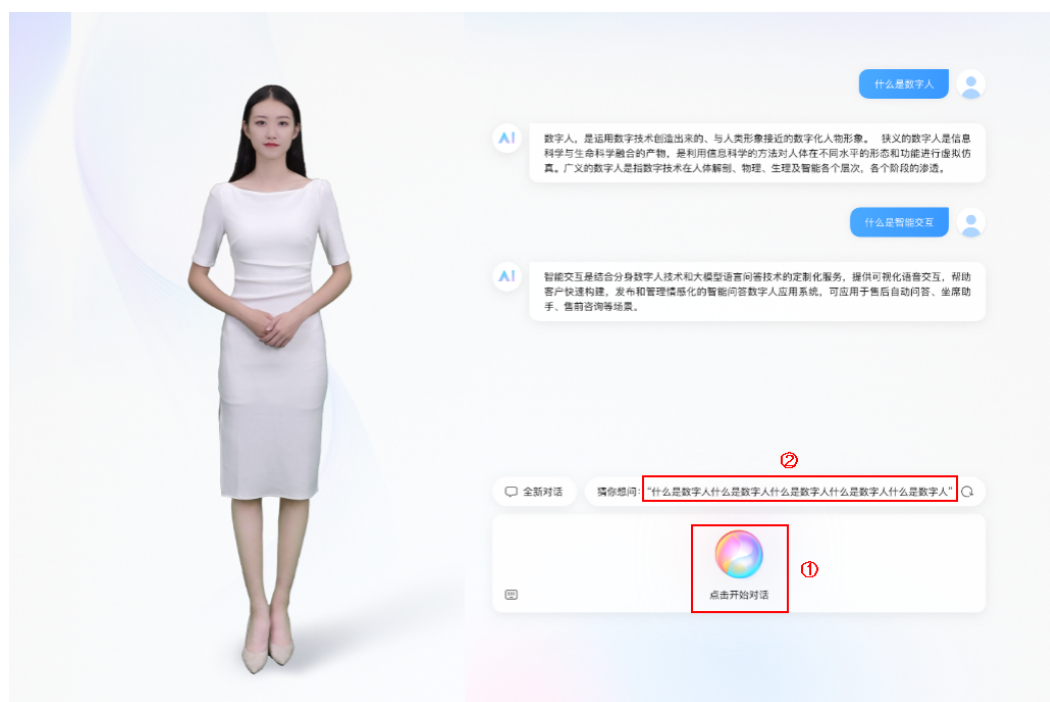 什么是数字人
AI
数字人，是运用数字技术创造出来的、与人类形象接近的数字化人物形象。 狭义的数字人是信息
科学与生命科学融合的产物，是利用信息科学的方法对人体在不同水平的形态和功能进行虚拟仿
真。广义的数字人是指数字技术在人体解剖、物理、生理及智能各个层次，各个阶段的渗透。
什么是智能交互
AI
智能交互是结合分身数字人技术和大模型语言问答技术的定制化服务，提供可视化语音交互，帮助
客户快速构建，发布和管理情感化的智能问答数字人应用系统，可应用于售后自动问答、坐席助
手、售前咨询等场景。
②
全新对话
猜你想问：“什么是数字人什么是数字人什么是数字人什么是数字人什么是数字人”
①
点击开始对话